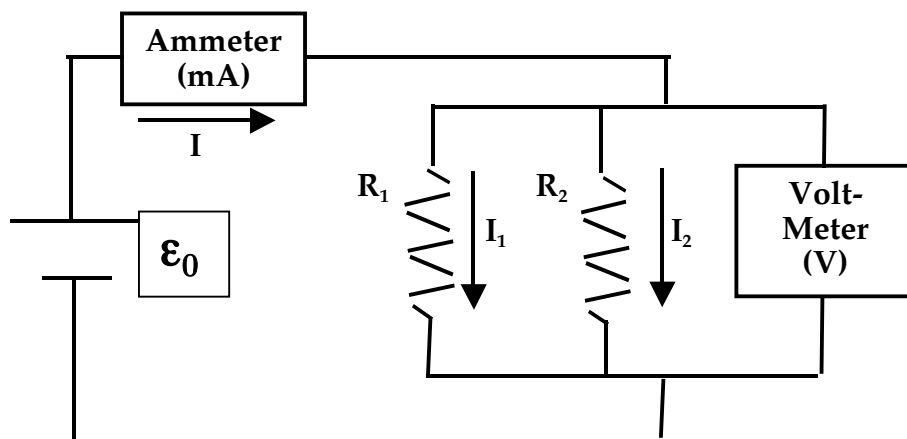 Ammeter
(mA)
I
R₁
I₁
R₂
I₂
Volt-
Meter
(V)
ε₀